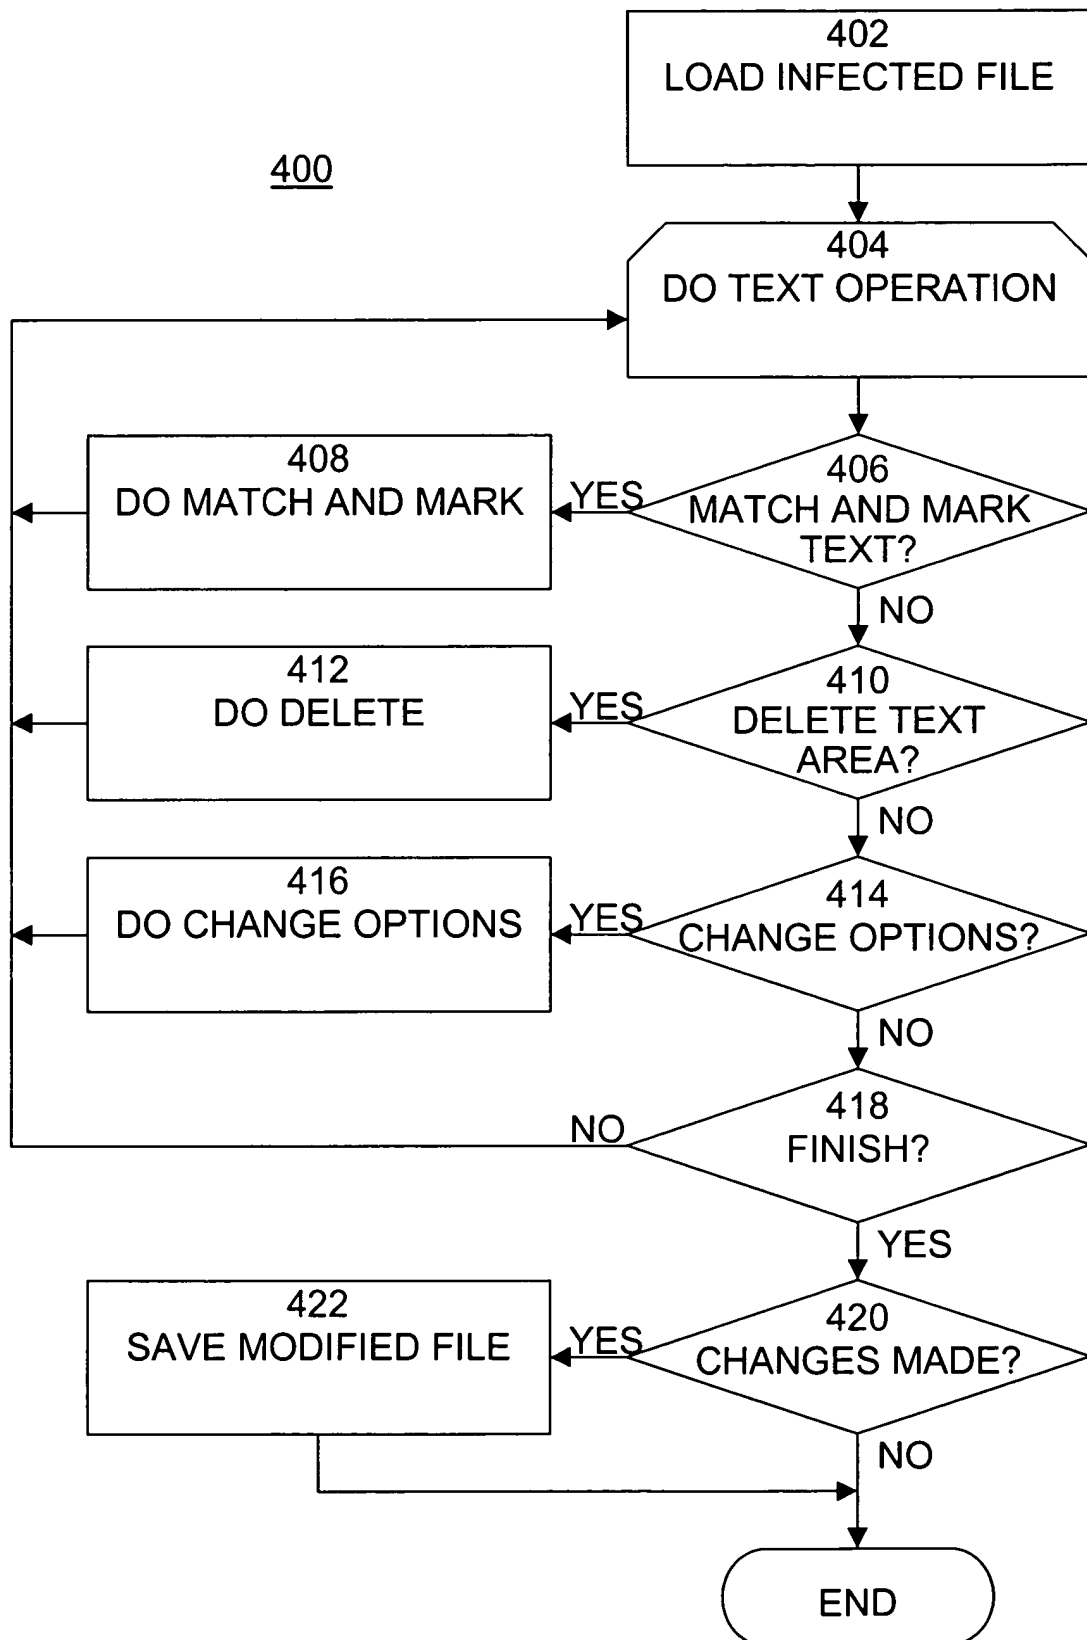 402
LOAD INFECTED FILE
400
404
DO TEXT OPERATION
408
DO MATCH AND MARK
YES
406
MATCH AND MARK
TEXT?
NO
412
DO DELETE
YES
410
DELETE TEXT
AREA?
NO
416
DO CHANGE OPTIONS
YES
414
CHANGE OPTIONS?
NO
NO
418
FINISH?
YES
422
SAVE MODIFIED FILE
YES
420
CHANGES MADE?
NO
END